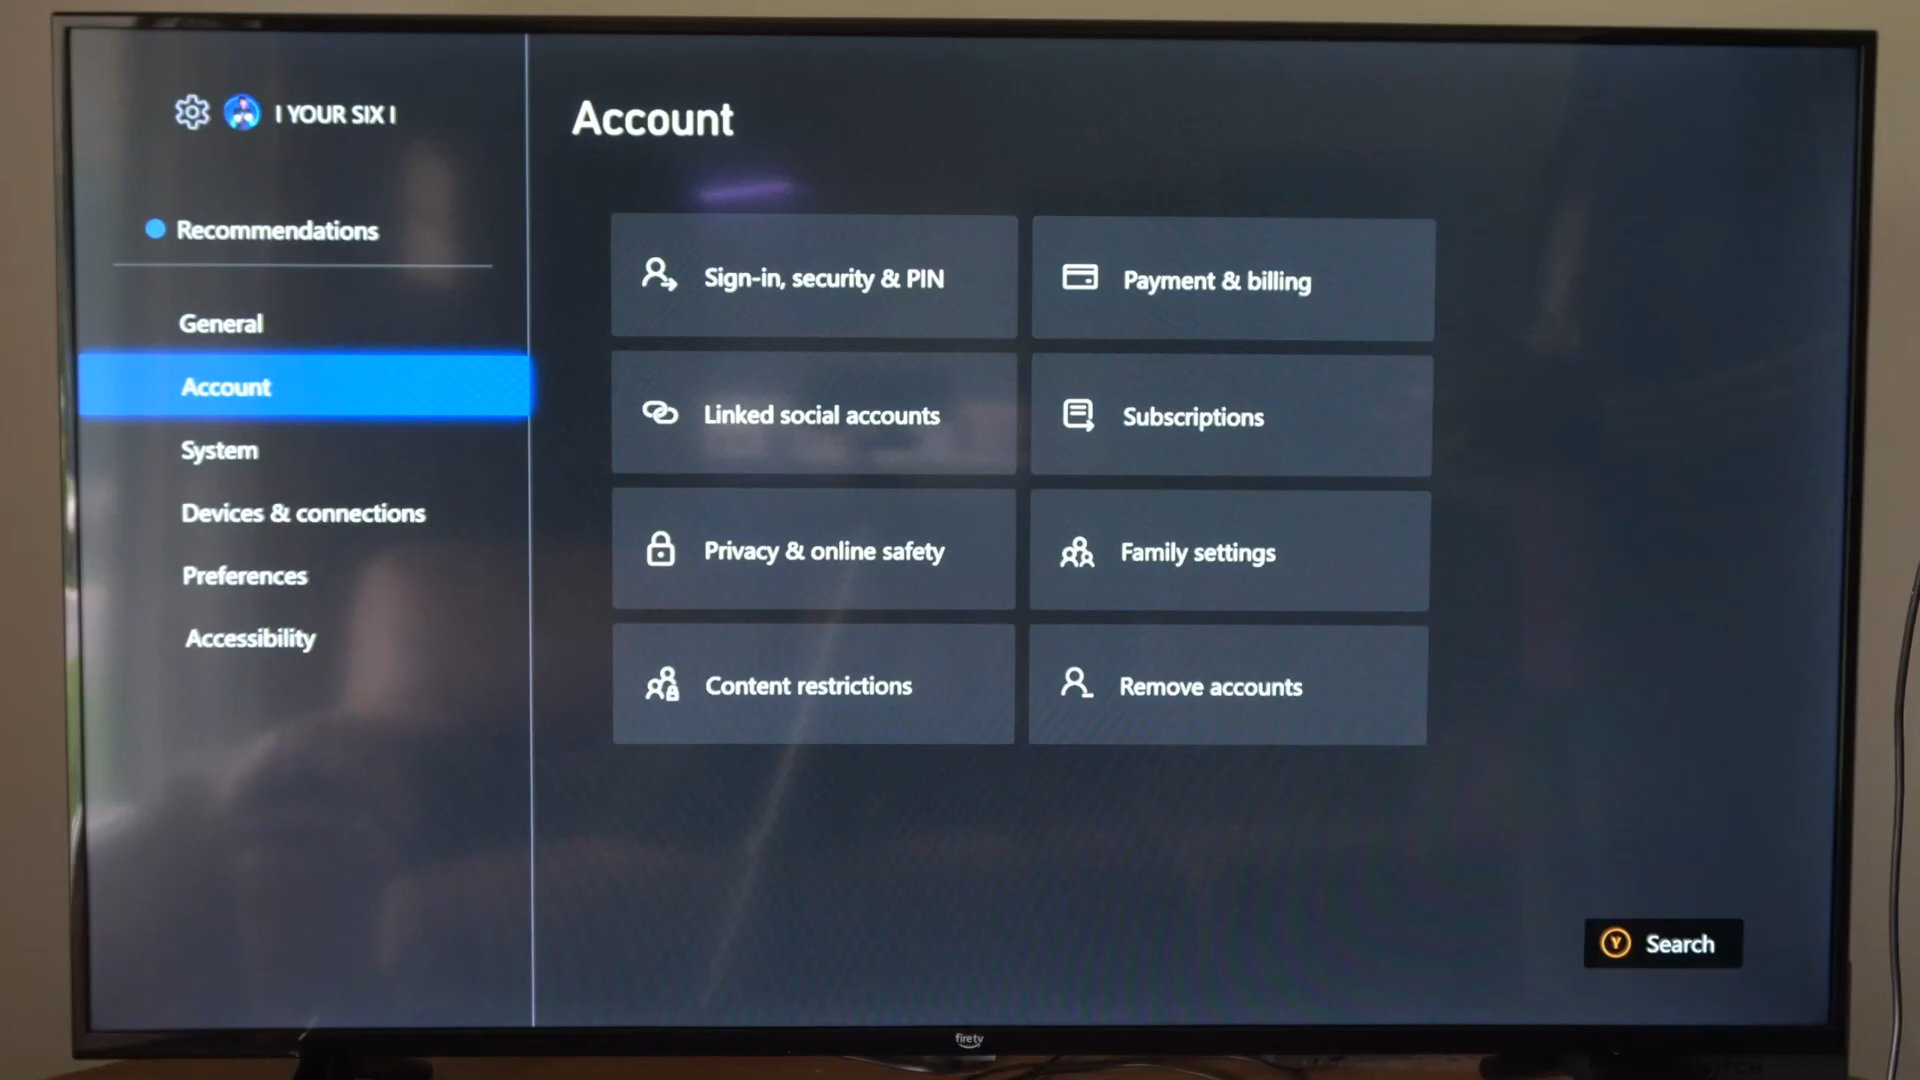 I YOUR SIX I
Recommendations
General
Account
System
Devices & connections
Preferences
Accessibility
Account
Sign-in, security & PIN
Payment & billing
Linked social accounts
Subscriptions
Privacy & online safety
Family settings
Content restrictions
Remove accounts
Y Search
firetv